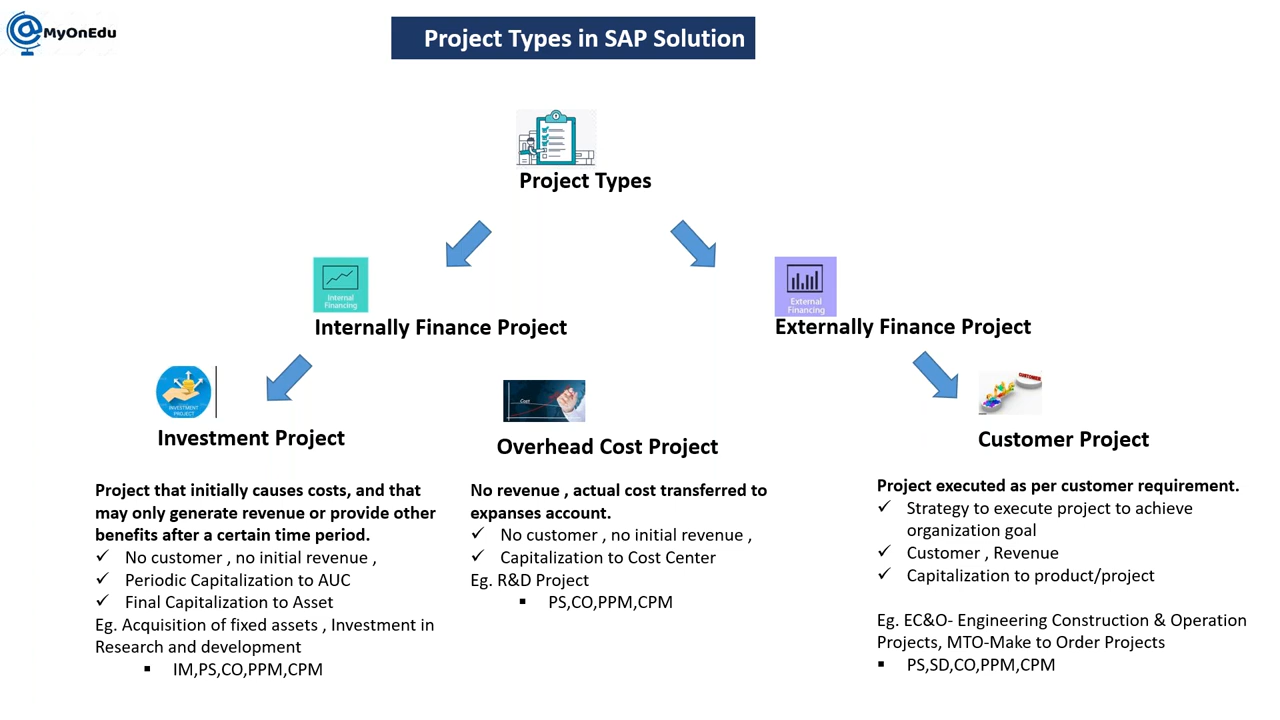 MyOnEdu
Project Types in SAP Solution
Project Types
Internal
Financing
Internally Finance Project
External
Financing
Externally Finance Project
INVESTMENT
PROJECT
Investment Project
Project that initially causes costs, and that
may only generate revenue or provide other
benefits after a certain time period.
✓ No customer , no initial revenue ,
✓ Periodic Capitalization to AUC
✓ Final Capitalization to Asset
Eg. Acquisition of fixed assets , Investment in
Research and development
▪ IM,PS,CO,PPM,CPM
Cost
Overhead Cost Project
No revenue , actual cost transferred to
expanses account.
✓ No customer , no initial revenue ,
✓ Capitalization to Cost Center
Eg. R&D Project
▪ PS,CO,PPM,CPM
CUSTOMER
Customer Project
Project executed as per customer requirement.
✓ Strategy to execute project to achieve
organization goal
✓ Customer , Revenue
✓ Capitalization to product/project
Eg. EC&O- Engineering Construction & Operation
Projects, MTO-Make to Order Projects
▪ PS,SD,CO,PPM,CPM